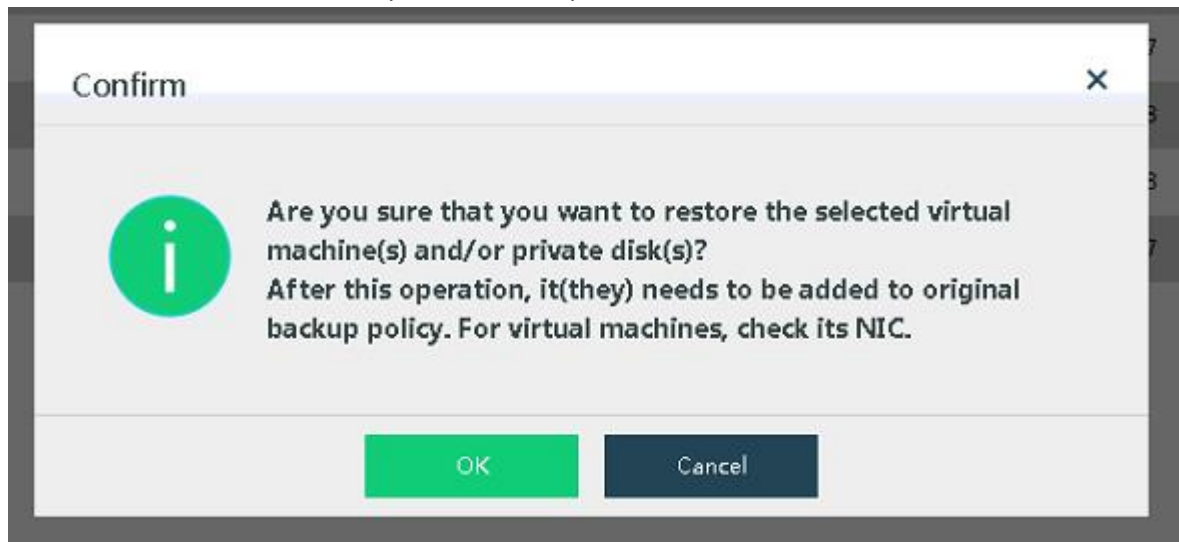 Confirm
Are you sure that you want to restore the selected virtual
machine(s) and/or private disk(s)?
After this operation, it(they) needs to be added to original
backup policy. For virtual machines, check its NIC.
OK
Cancel